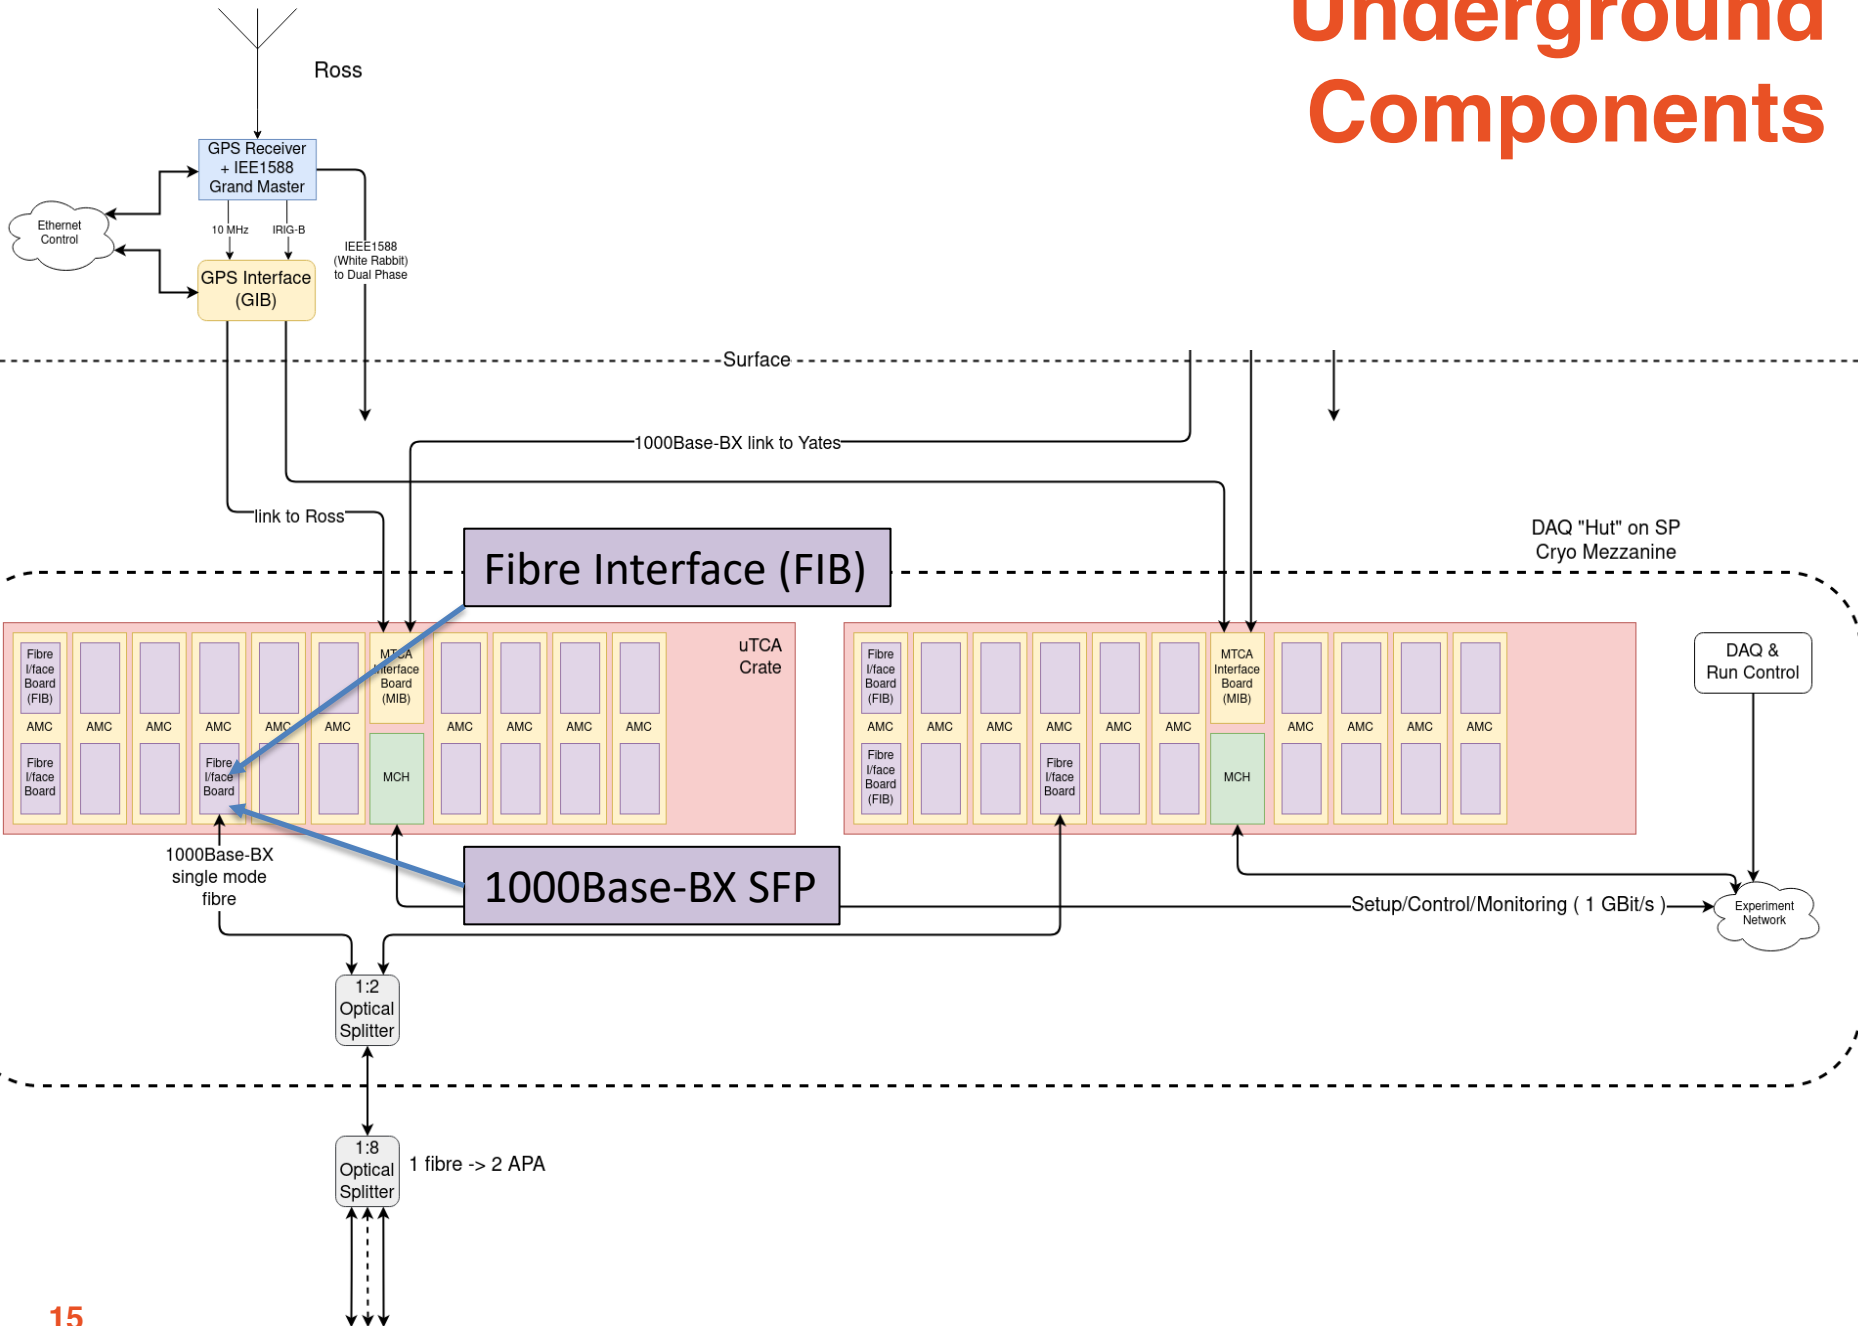 Underground
Components
Ross
GPS Receiver
+ IEE1588
Grand Master
Ethernet
Control
10 MHz
IRIG-B
IEEE1588
(White Rabbit)
to Dual Phase
GPS Interface
(GIB)
Surface
1000Base-BX link to Yates
link to Ross
DAQ "Hut" on SP
Cryo Mezzanine
Fibre Interface (FIB)
Fibre
I/face
Board
(FIB)
MTCA
Interface
Board
(MIB)
uTCA
Crate
AMC
AMC
AMC
AMC
AMC
AMC
AMC
AMC
AMC
AMC
Fibre
I/face
Board
Fibre
I/face
Board
MCH
Fibre
I/face
Board
(FIB)
MTCA
Interface
Board
(MIB)
AMC
AMC
AMC
AMC
AMC
AMC
AMC
AMC
AMC
AMC
Fibre
I/face
Board
(FIB)
Fibre
I/face
Board
MCH
DAQ &
Run Control
1000Base-BX
single mode
fibre
1000Base-BX SFP
Setup/Control/Monitoring ( 1 GBit/s )
Experiment
Network
1:2
Optical
Splitter
1:8
Optical
Splitter
1 fibre -> 2 APA
15